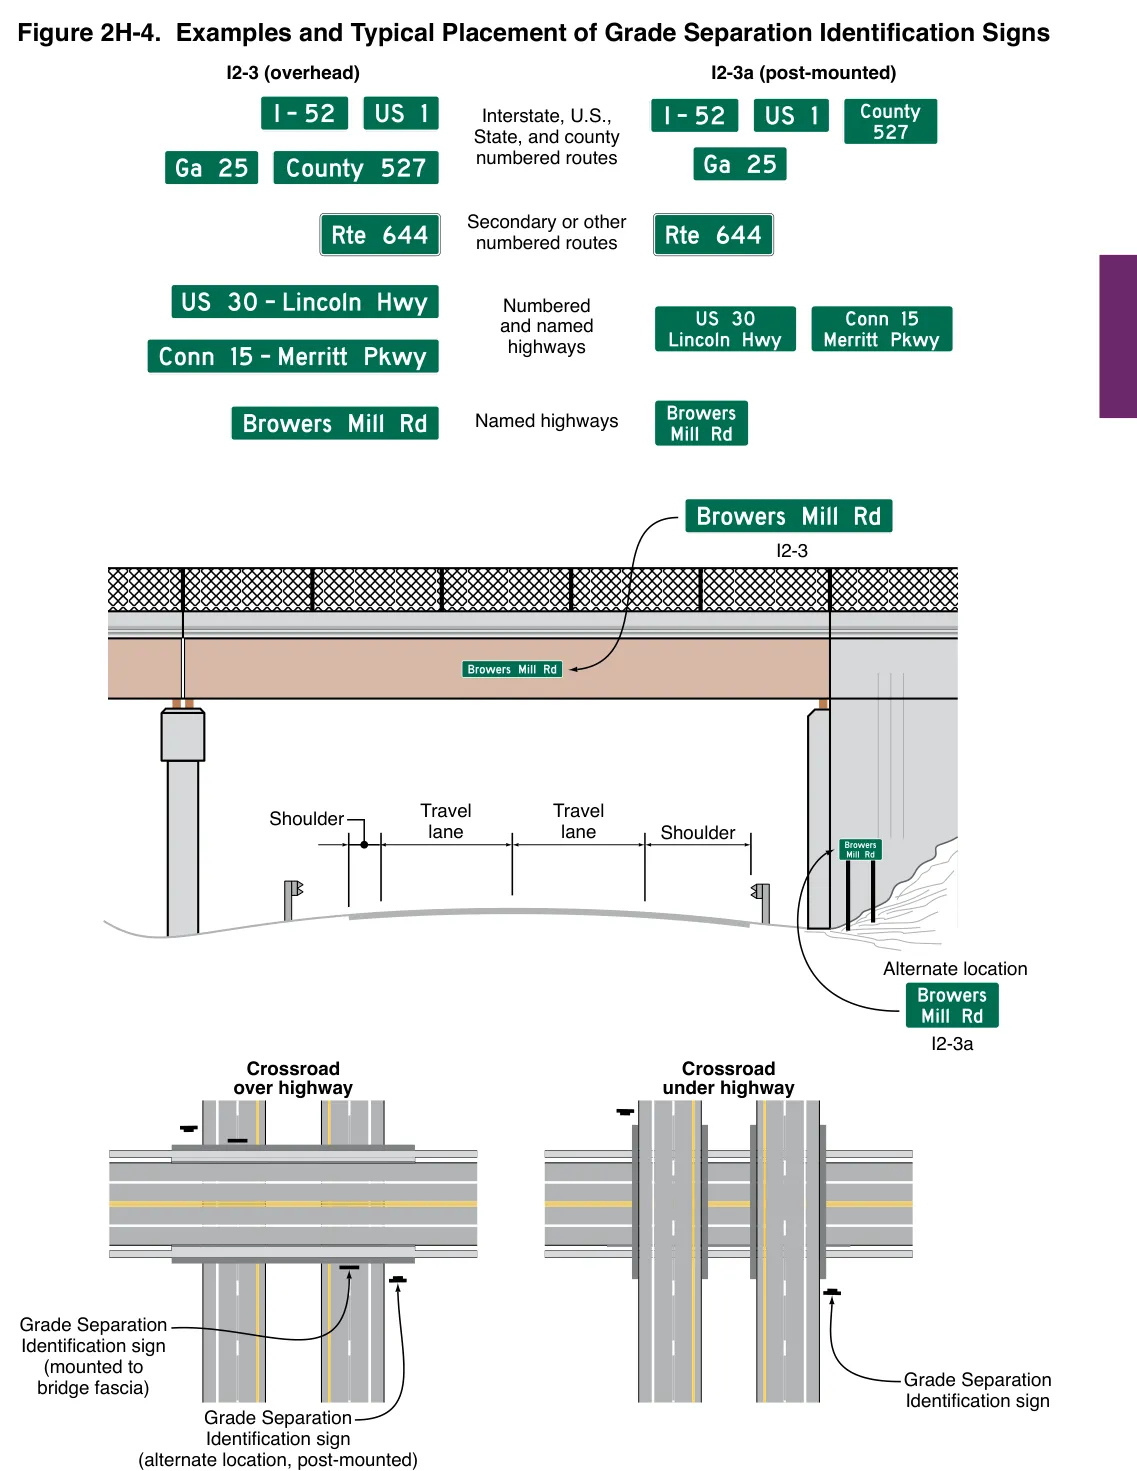 Figure 2H-4. Examples and Typical Placement of Grade Separation Identification Signs
I2-3 (overhead)
I2-3a (post-mounted)
I-52
US 1
Interstate, U.S.,
State, and county
numbered routes
I-52
US 1
County
527
Ga 25
County 527
Ga 25
Rte 644
Secondary or other
numbered routes
Rte 644
US 30 - Lincoln Hwy
Numbered
and named
highways
US 30
Lincoln Hwy
Conn 15
Merritt Pkwy
Conn 15 - Merritt Pkwy
Browers Mill Rd
Named highways
Browers
Mill Rd
Browers Mill Rd
I2-3
Browers Mill Rd
Shoulder
Travel
lane
Travel
lane
Shoulder
Browers
Mill Rd
Alternate location
Browers
Mill Rd
I2-3a
Crossroad
over highway
Crossroad
under highway
Grade Separation
Identification sign
(mounted to
bridge fascia)
Grade Separation
Identification sign
(alternate location, post-mounted)
Grade Separation
Identification sign